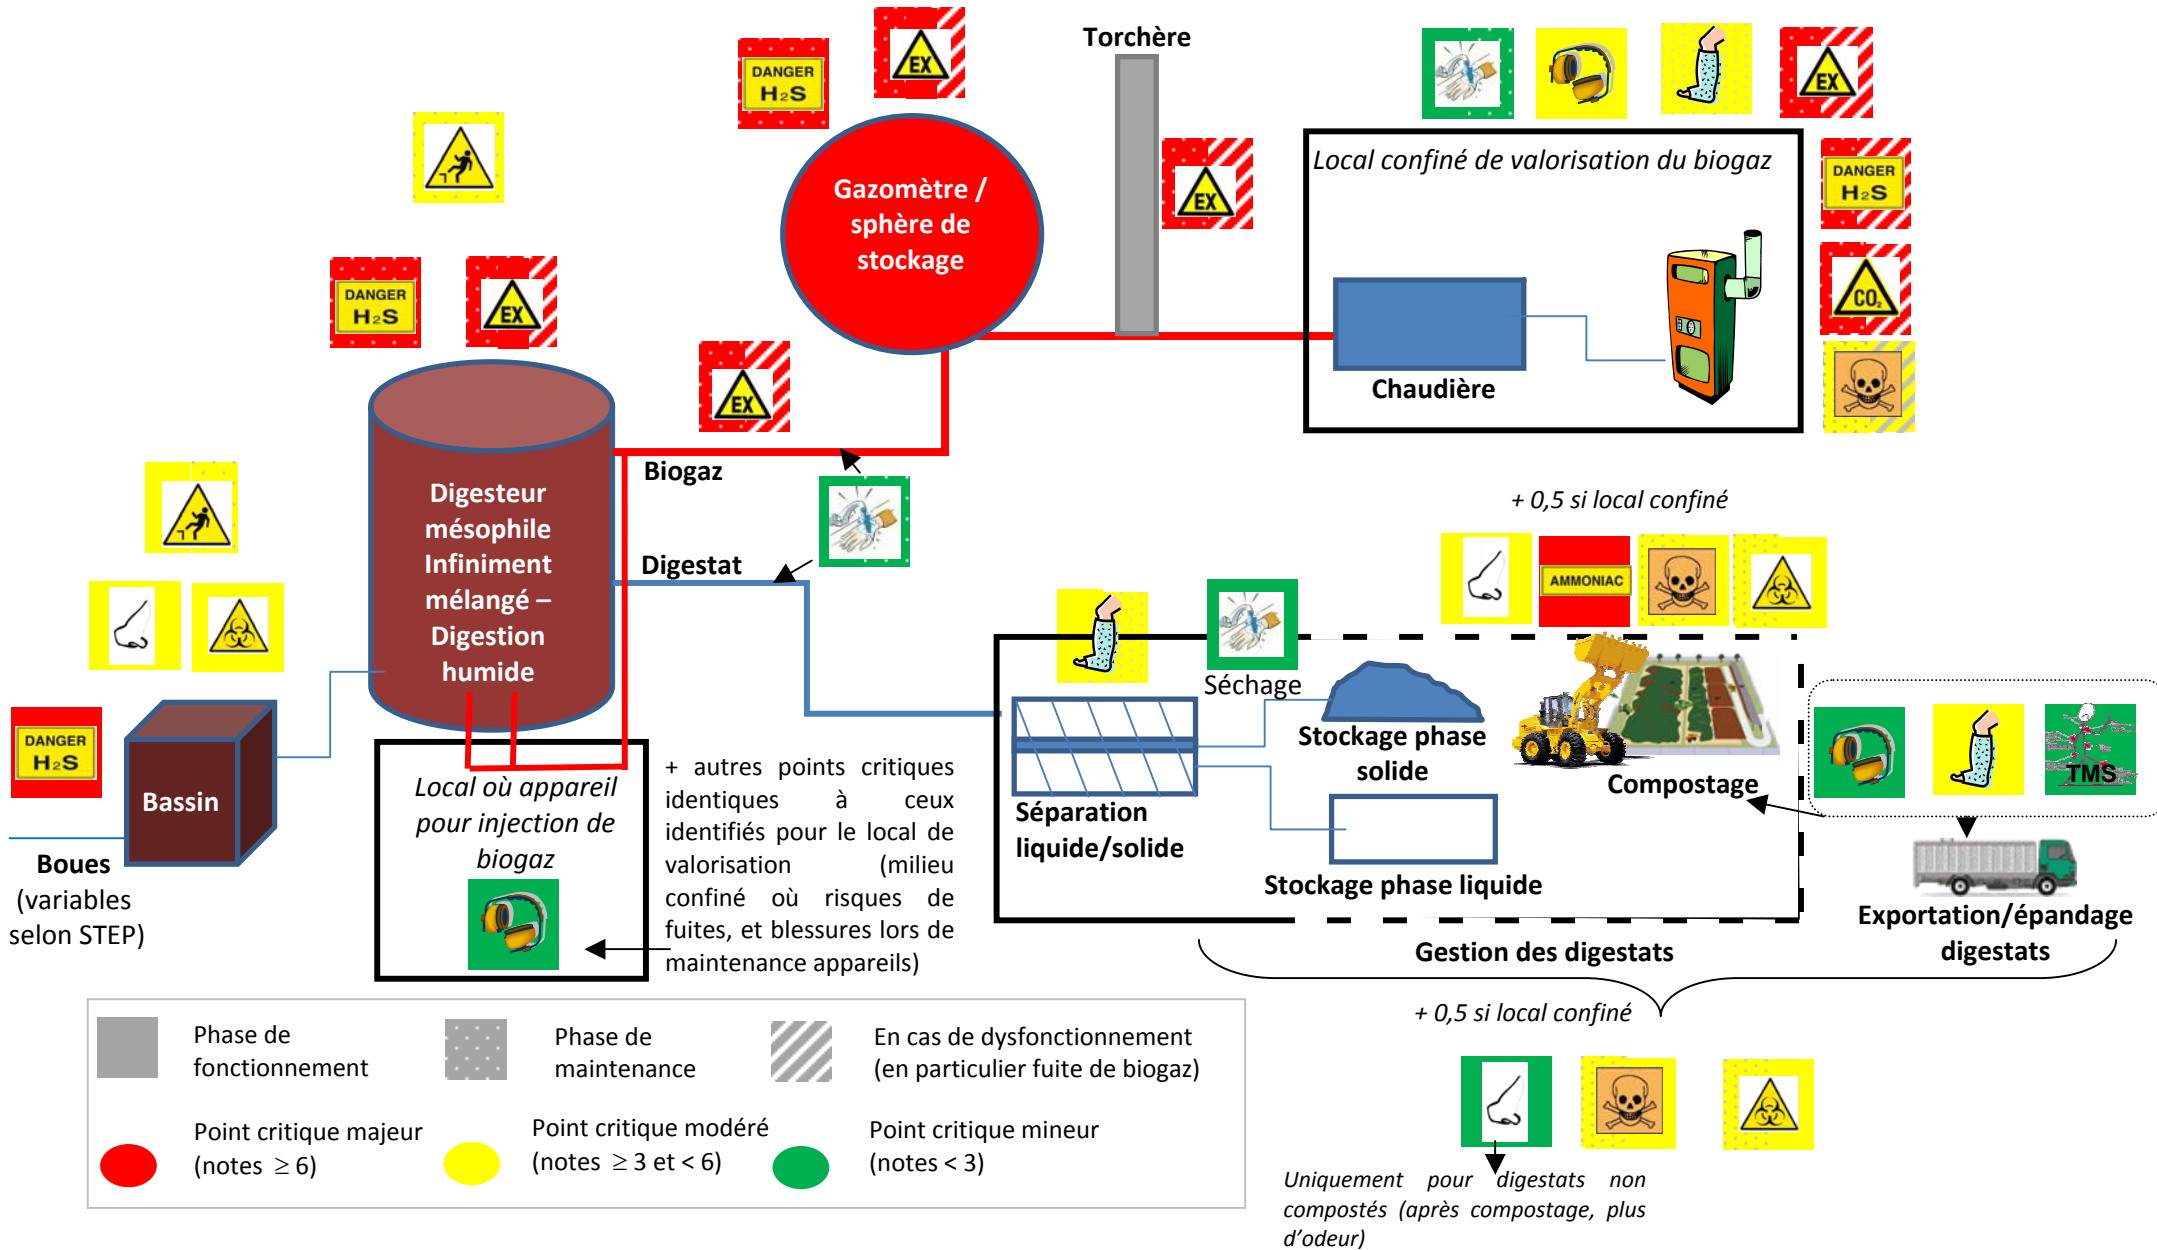 Torchère
DANGER
H₂S
EX
EX
Local confiné de valorisation du biogaz
Gazomètre /
sphère de
stockage
EX
DANGER
H₂S
DANGER
H₂S
EX
CO₂
EX
Chaudière
Biogaz
Digesteur
mésophile
Infiniment
mélangé –
Digestion
humide
Digestat
+ 0,5 si local confiné
AMMONIAC
Séchage
DANGER
H₂S
Bassin
Boues
(variables
selon STEP)
Local où appareil
pour injection de
biogaz
+ autres points critiques
identiques à ceux
identifiés pour le local de
valorisation (milieu
confiné où risques de
fuites, et blessures lors de
maintenance appareils)
Séparation
liquide/solide
Stockage phase
solide
Stockage phase liquide
Compostage
TMS
Exportation/épandage
digestats
Gestion des digestats
+ 0,5 si local confiné
Phase de
fonctionnement
Phase de
maintenance
En cas de dysfonctionnement
(en particulier fuite de biogaz)
Point critique majeur
(notes ≥ 6)
Point critique modéré
(notes ≥ 3 et < 6)
Point critique mineur
(notes < 3)
Uniquement pour digestats non
compostés (après compostage, plus
d'odeur)